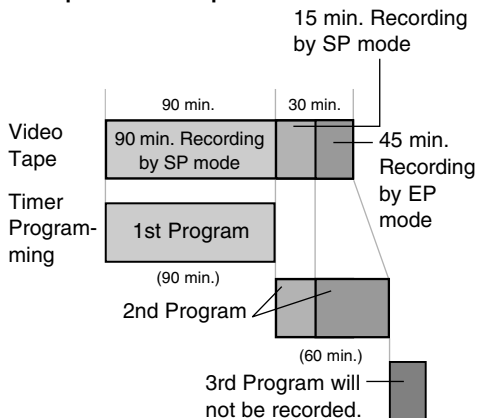 15 min. Recording
by SP mode
90 min.
30 min.
Video
Tape
90 min. Recording
by SP mode
45 min.
Recording
by EP
mode
Timer
Program-
ming
1st Program
(90 min.)
2nd Program
(60 min.)
3rd Program will
not be recorded.